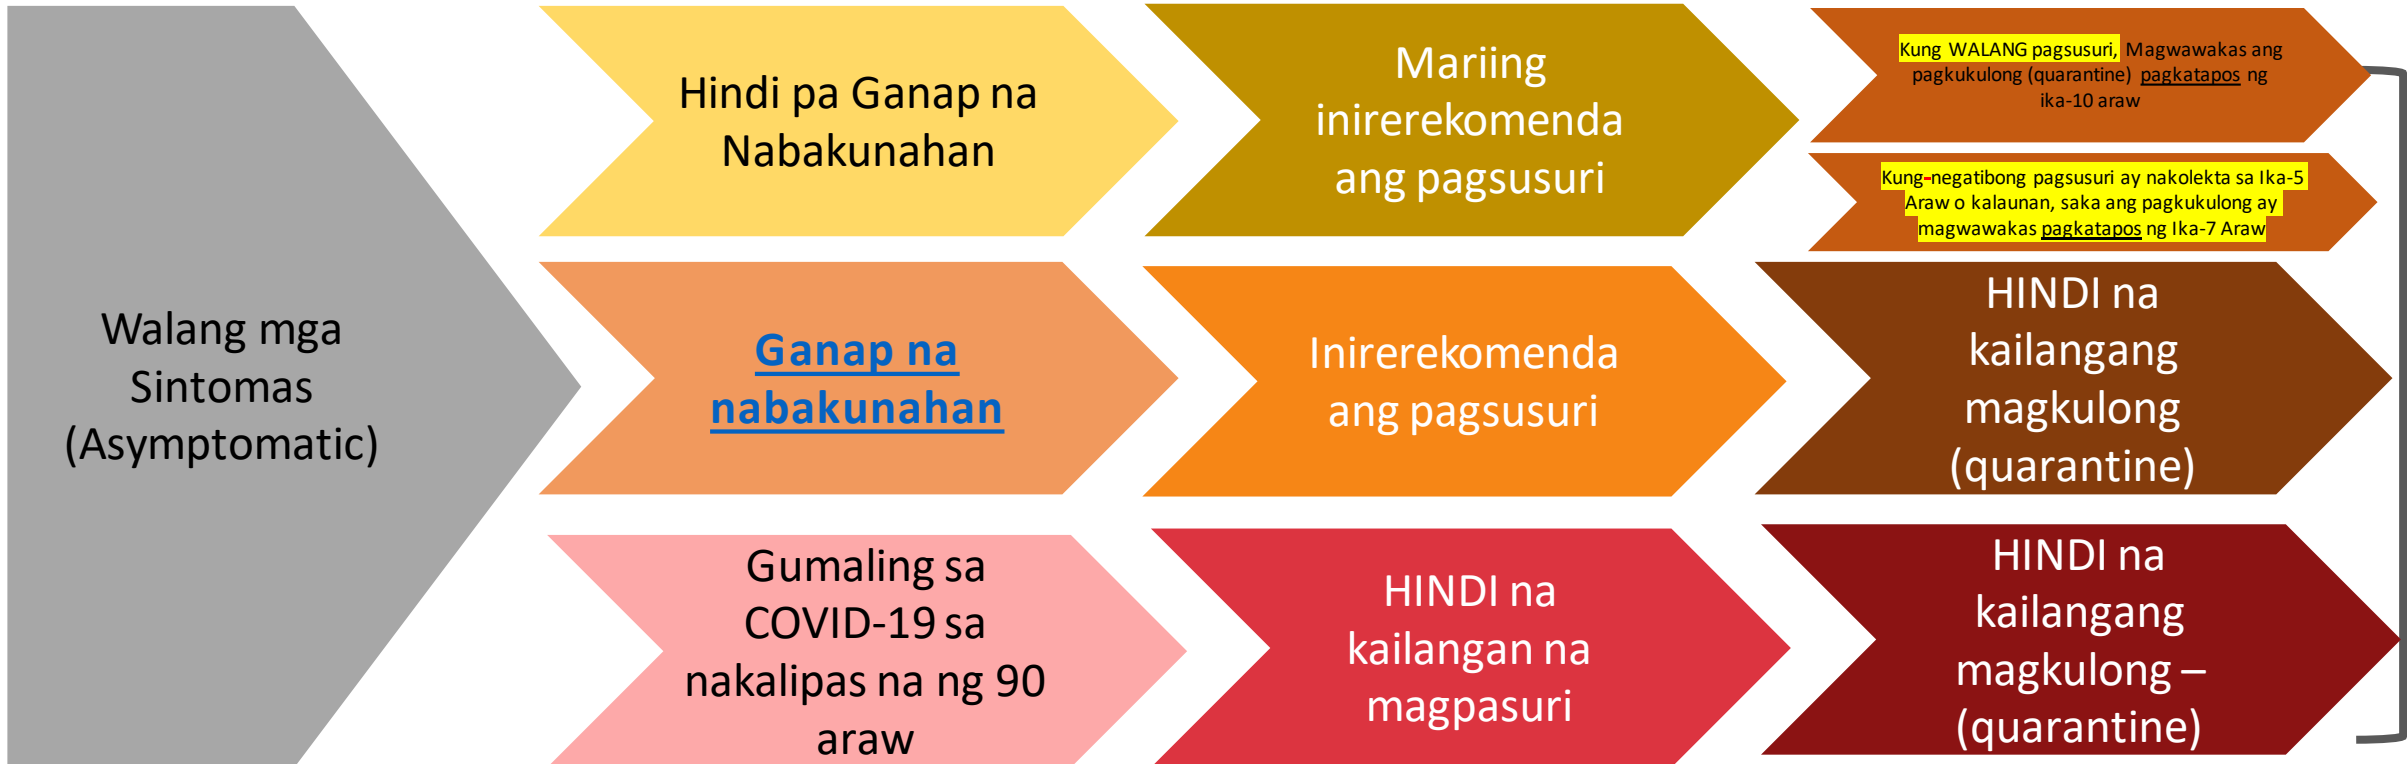 Walang mga
Sintomas
(Asymptomatic)
Hindi pa Ganap na
Nabakunahan
Mariing
inirerekomenda
ang pagsusuri
Kung WALANG pagsusuri, Magwawakas ang
pagkukulong (quarantine) pagkatapos ng
ika-10 araw
Kung-negatibong pagsusuri ay nakolekta sa Ika-5
Araw o kalaunan, saka ang pagkukulong ay
magwawakas pagkatapos ng Ika-7 Araw
Ganap na
nabakunahan
Inirerekomenda
ang pagsusuri
HINDI na
kailangang
magkulong
(quarantine)
Gumaling sa
COVID-19 sa
nakalipas na ng 90
araw
HINDI na
kailangan na
magpasuri
HINDI na
kailangang
magkulong –
(quarantine)